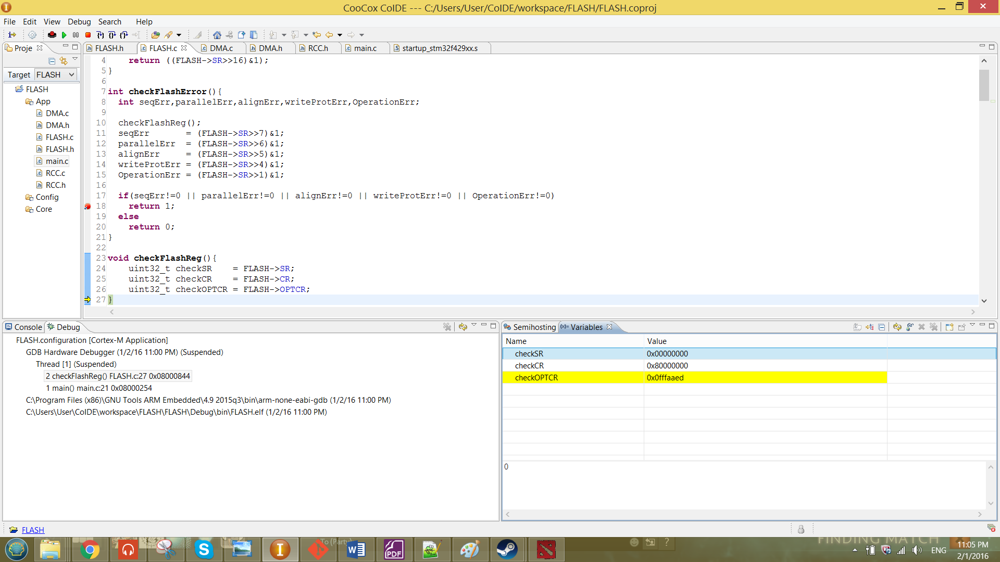 CooCox CoIDE --- C:/Users/User/CoIDE/workspace/FLASH/FLASH.coproj
File Edit View Debug Search Help
Proje
FLASH.h FLASH.c DMA.c DMA.h RCC.h main.c startup_stm32f429xx.s
Target FLASH
FLASH
App
DMA.c
DMA.h
FLASH.c
FLASH.h
main.c
RCC.c
RCC.h
Config
Core
4 return ((FLASH->SR>>16)&1);
5 }
6
7 int checkFlashError(){
8 int seqErr,parallelErr,alignErr,writeProtErr,OperationErr;
9
10 checkFlashReg();
11 seqErr = (FLASH->SR>>7)&1;
12 parallelErr = (FLASH->SR>>6)&1;
13 alignErr = (FLASH->SR>>5)&1;
14 writeProtErr = (FLASH->SR>>4)&1;
15 OperationErr = (FLASH->SR>>1)&1;
16
17 if(seqErr!=0 || parallelErr!=0 || alignErr!=0 || writeProtErr!=0 || OperationErr!=0)
18 return 1;
19 else
20 return 0;
21 }
22
23 void checkFlashReg(){
24 uint32_t checkSR = FLASH->SR;
25 uint32_t checkCR = FLASH->CR;
26 uint32_t checkOPTCR = FLASH->OPTCR;
27 }
Console Debug
FLASH.configuration [Cortex-M Application]
GDB Hardware Debugger (1/2/16 11:00 PM) (Suspended)
Thread [1] (Suspended)
2 checkFlashReg() FLASH.c:27 0x08000844
1 main() main.c:21 0x08000254
C:\Program Files (x86)\GNU Tools ARM Embedded\4.9 2015q3\bin\arm-none-eabi-gdb (1/2/16 11:00 PM)
C:\Users\User\CoIDE\workspace\FLASH\FLASH\Debug\bin\FLASH.elf (1/2/16 11:00 PM)
Semihosting (x)= Variables
Name Value
checkSR 0x00000000
checkCR 0x80000000
checkOPTCR 0x0fffaaed
0
FLASH
To (Party)
FINDING MATCH
PDF
ENG
11:05 PM
2/1/2016